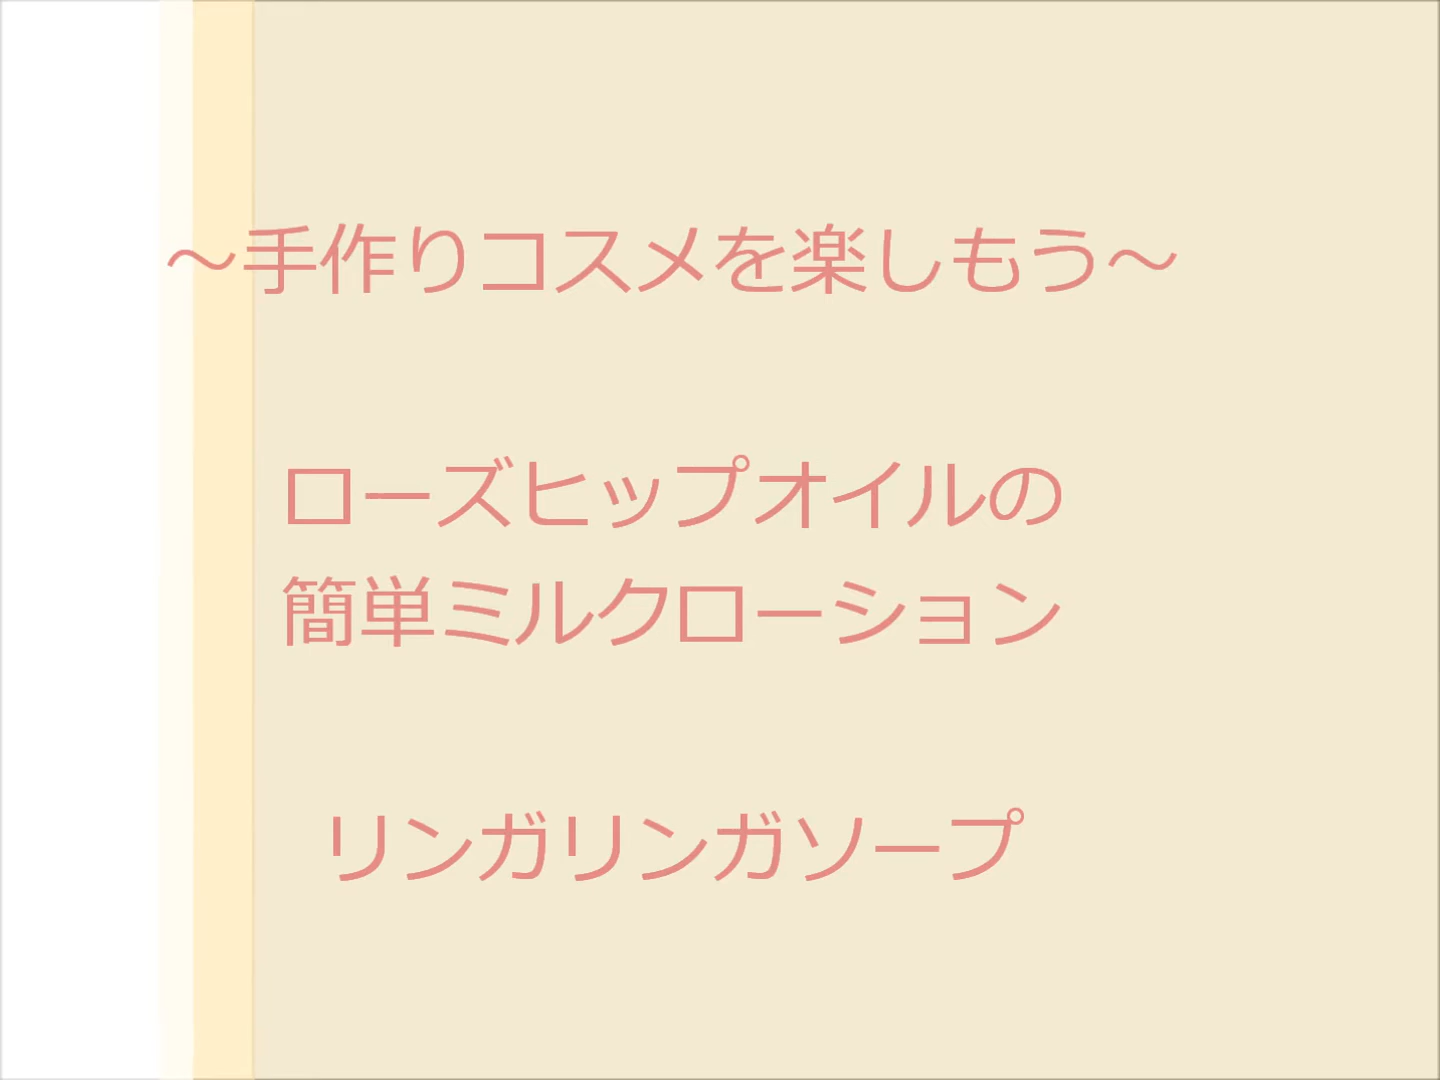 ～手作りコスメを楽しもう～
ローズヒップオイルの
簡単ミルクローション
リンガリンガソープ